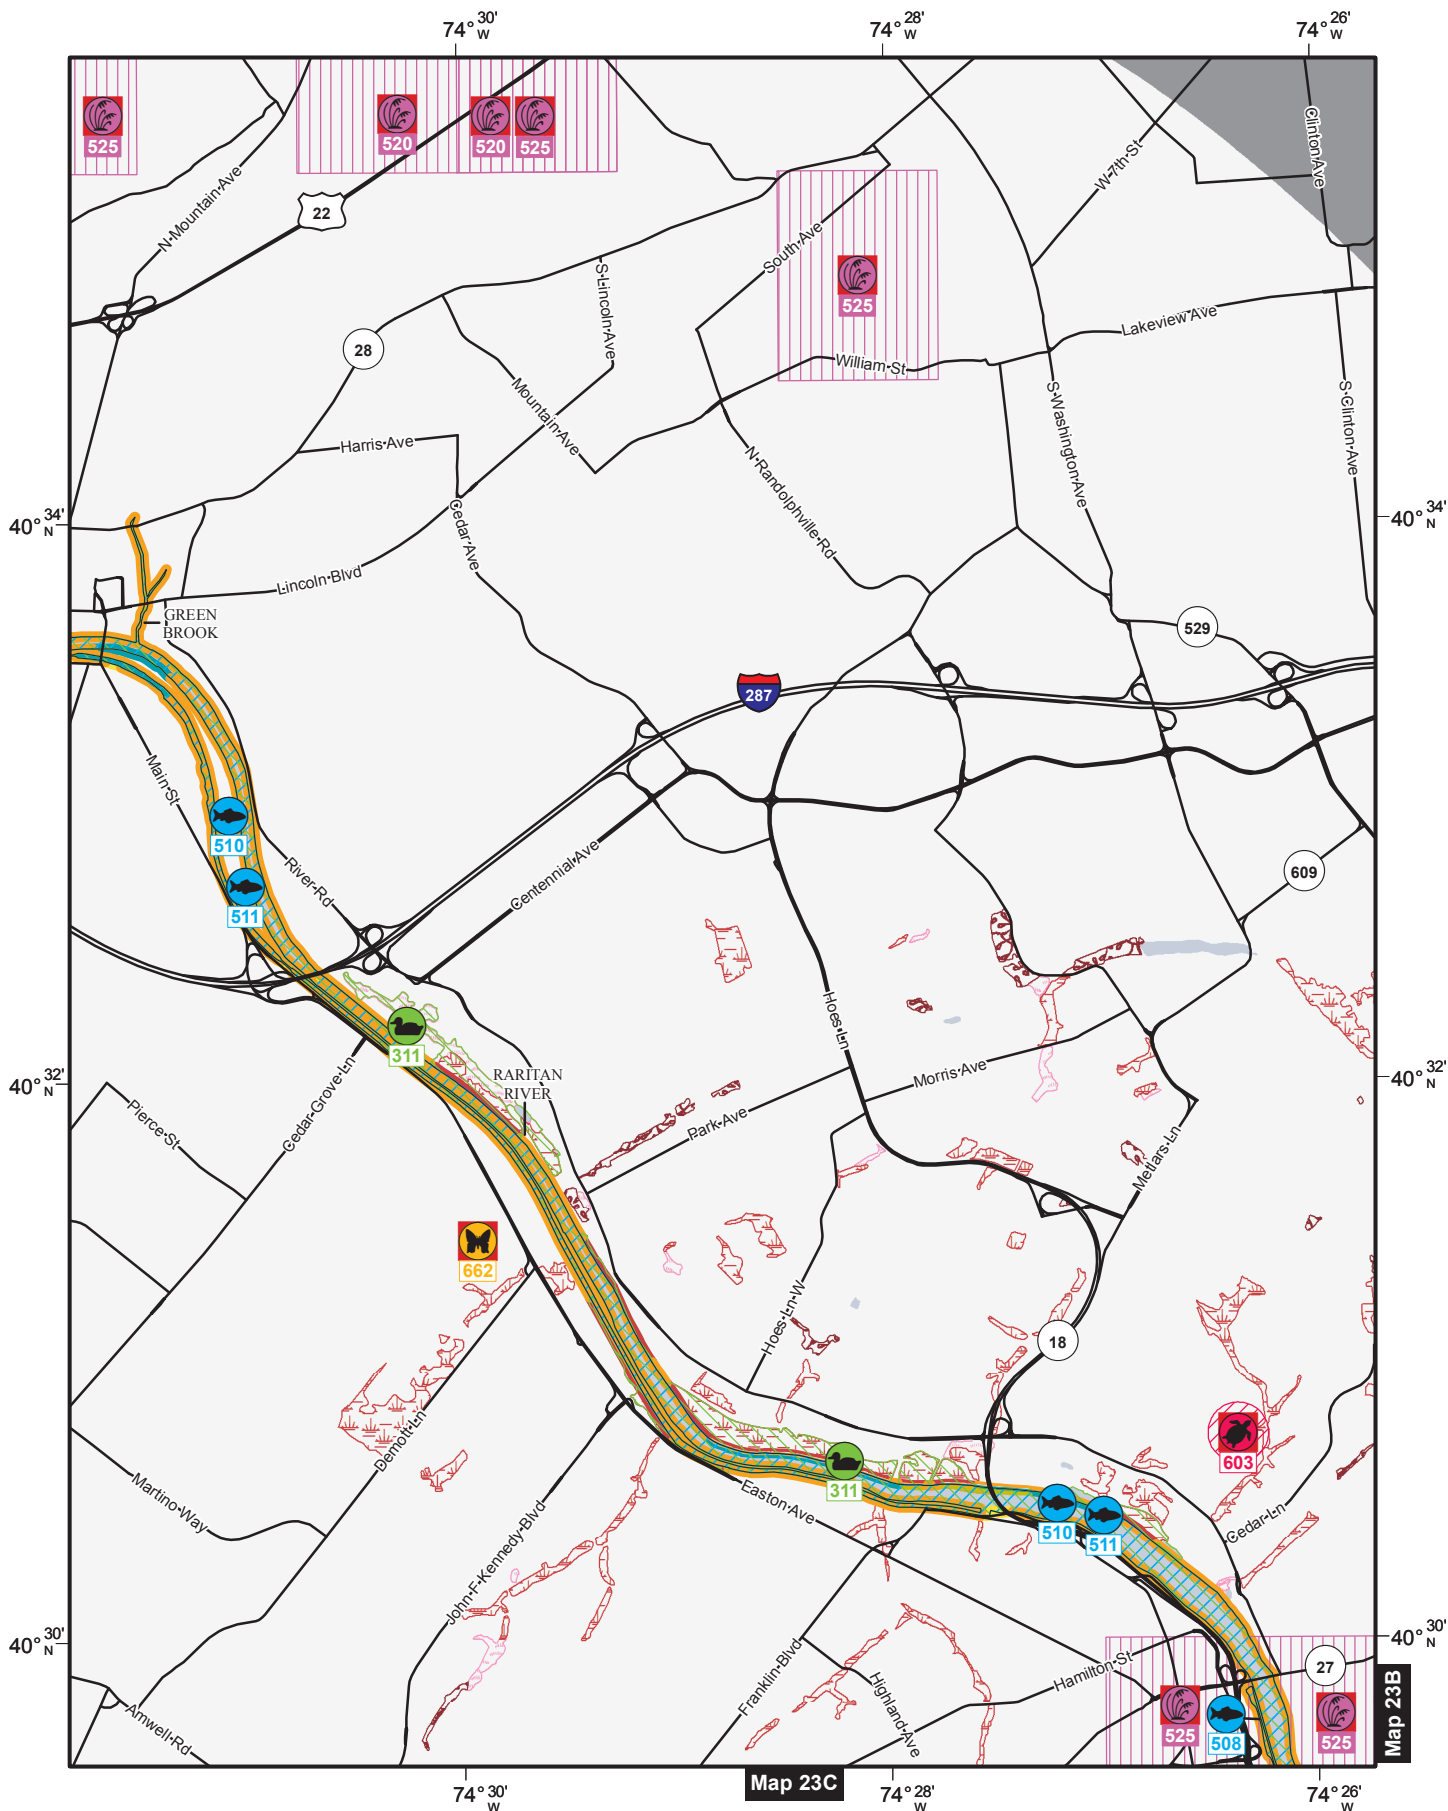 74° 30' W
74° 28' W
74° 26' W
525
520
520
525
N Mountain Ave
22
W 7th St
Clinton Ave
South Ave
525
S Lincoln Ave
28
Lakeview Ave
William St
Mountain Ave
S Washington Ave
S Clinton Ave
Harris Ave
N Randolphville Rd
40° 34' N
40° 34' N
Cedar Ave
Lincoln Blvd
GREEN
BROOK
529
287
Main St
510
River Rd
Centennial Ave
609
511
Hoes Ln
311
Morris Ave
40° 32' N
40° 32' N
RARITAN
RIVER
Cedar Grove Ln
Pierce St
Park Ave
Metlars Ln
662
Hoes Ln W
18
603
Demott Ln
Martino Way
Easton Ave
311
John F Kennedy Blvd
510
511
Cedar Ln
40° 30' N
40° 30' N
Franklin Blvd
Highland Ave
Hamilton St
27
Amwell Rd
525
508
525
Map 23B
Map 23C
74° 30' W
74° 28' W
74° 26' W